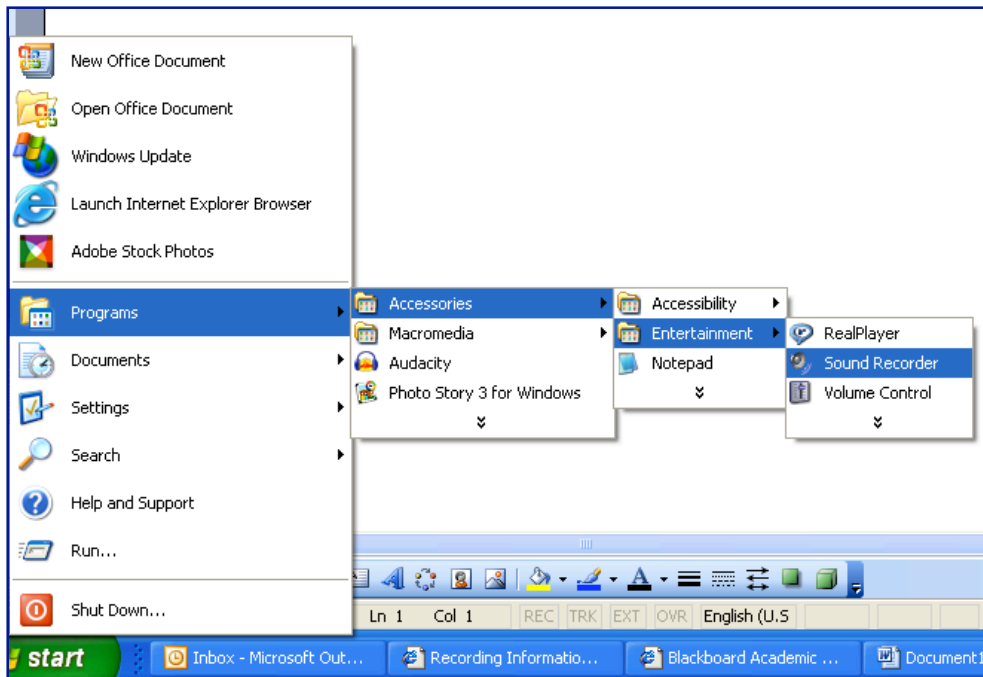 New Office Document
Open Office Document
Windows Update
Launch Internet Explorer Browser
Adobe Stock Photos
Programs
Documents
Settings
Search
Help and Support
Run...
Shut Down...
Accessories
Macromedia
Audacity
Photo Story 3 for Windows
Accessibility
Entertainment
Notepad
RealPlayer
Sound Recorder
Volume Control
Ln 1 Col 1 REC TRK EXT OVR English (U.S
start Inbox - Microsoft Out... Recording Informatio... Blackboard Academic ... Document1